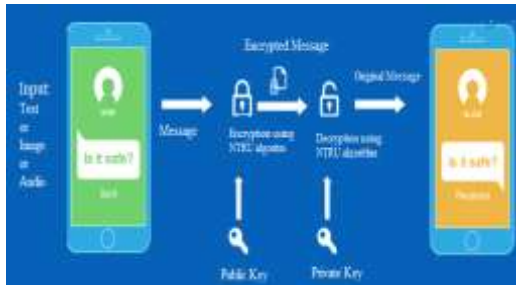 Encrypted Message
Input:
Text
or
Image
or
Audio
Message
Original Message
Encryption using
NTRU algorithm
Decryption using
NTRU algorithm
Is it safe?
Is it safe?
Public Key
Private Key